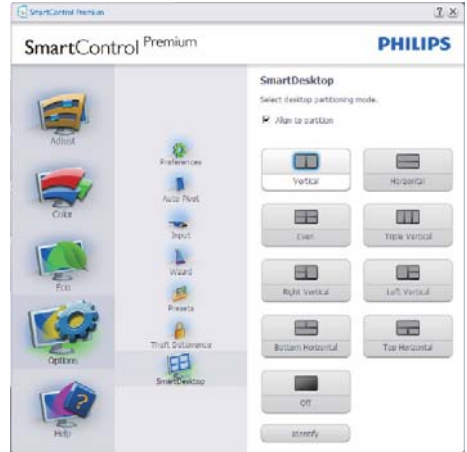 SmartControl Premium
SmartControl Premium
PHILIPS
Adjust
Color
Eco
Options
Help
Preferences
Auto Pivot
Input
Wizard
Presets
Theft Deterrence
SmartDesktop
SmartDesktop
Select desktop partitioning mode.
Align to partition
Vertical
Horizontal
Even
Triple Vertical
Right Vertical
Left Vertical
Bottom Horizontal
Top Horizontal
Off
Identify